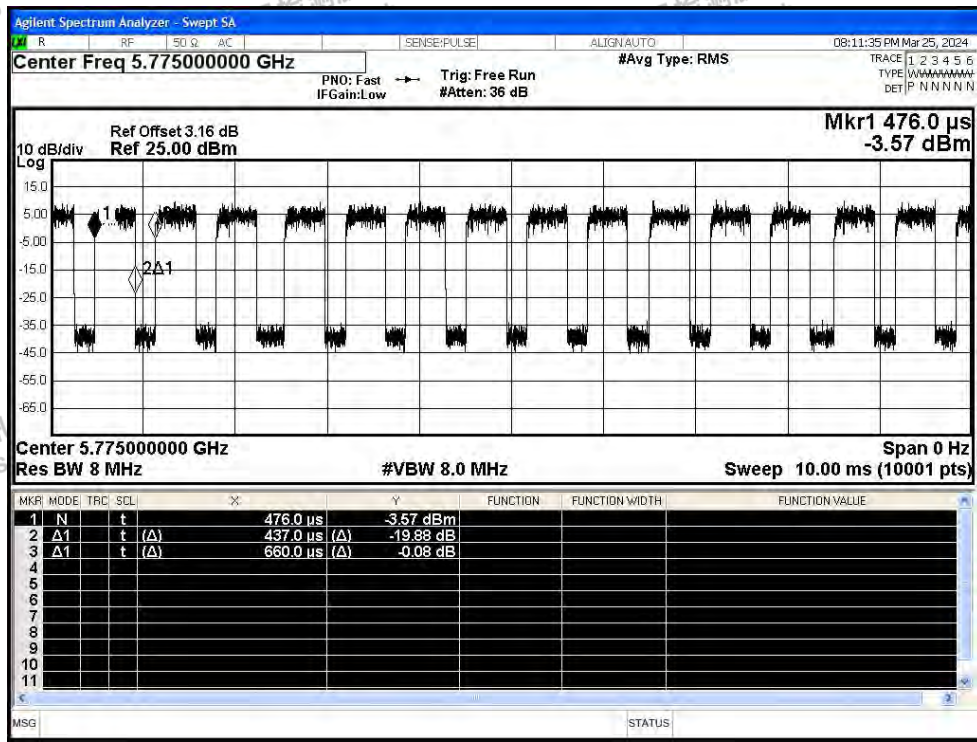 Agilent Spectrum Analyzer - Swept SA
LXI R RF 50 Ω AC SENSE:PULSE ALIGN AUTO 08:11:35 PM Mar 25, 2024
Center Freq 5.775000000 GHz #Avg Type: RMS TRACE 1 2 3 4 5 6
PNO: Fast Trig: Free Run TYPE WWWWWW
IFGain:Low #Atten: 36 dB DET P N N N N N
Mkr1 476.0 µs
Ref Offset 3.16 dB
10 dB/div Ref 25.00 dBm -3.57 dBm
Log
15.0
5.00
1
-5.00
-15.0
2Δ1
-25.0
-35.0
-45.0
-55.0
-65.0
Center 5.775000000 GHz Span 0 Hz
Res BW 8 MHz #VBW 8.0 MHz Sweep 10.00 ms (10001 pts)
MKR MODE TRC SCL X Y FUNCTION FUNCTION WIDTH FUNCTION VALUE
1 N t 476.0 µs -3.57 dBm
2 Δ1 t (Δ) 437.0 µs (Δ) -19.88 dB
3 Δ1 t (Δ) 660.0 µs (Δ) -0.08 dB
4
5
6
7
8
9
10
11
MSG STATUS